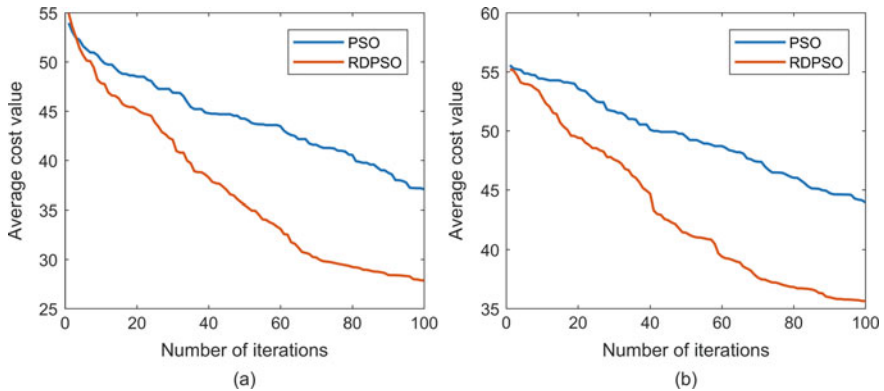 55
50
45
40
35
30
25
Average cost value
PSO
RDPSO
0 20 40 60 80 100
Number of iterations
(a)
60
55
50
45
40
35
Average cost value
PSO
RDPSO
0 20 40 60 80 100
Number of iterations
(b)